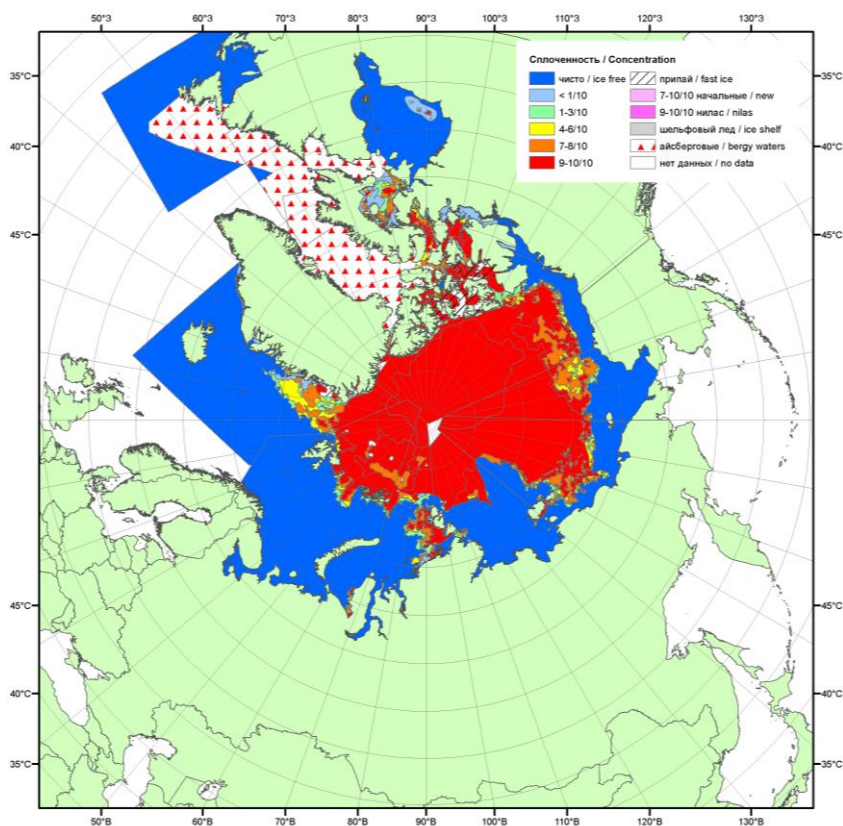 50°З 60°З 70°З 80°З 90°З 100°З 110°З 120°З 130°З
35°С 35°С
40°С 40°С
45°С 45°С
Сплоченность / Concentration
чисто / ice free
< 1/10
1-3/10
4-6/10
7-8/10
9-10/10
припай / fast ice
7-10/10 начальные / new
9-10/10 нилас / nilas
шельфовый лед / ice shelf
айсберговые / bergy waters
нет данных / no data
45°С 45°С
40°С 40°С
35°С 35°С
50°В 60°В 70°В 80°В 90°В 100°В 110°В 120°В 130°В